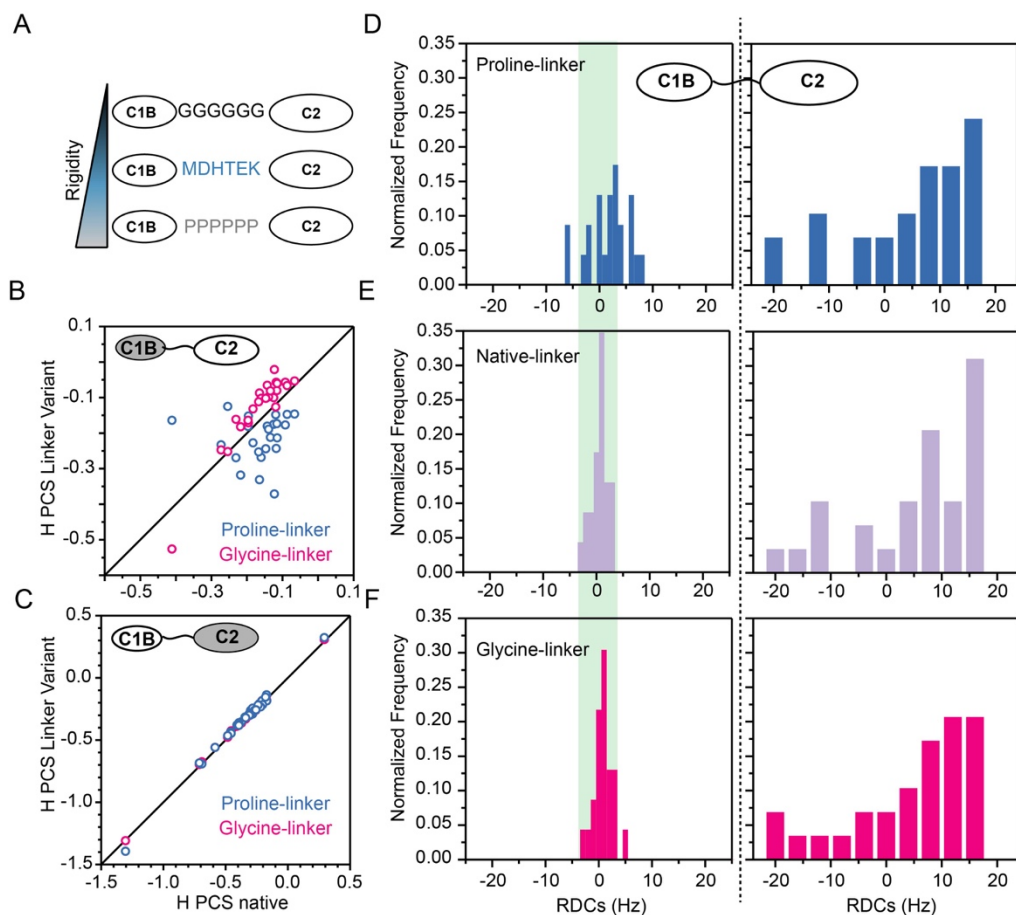 A
Rigidity
C1B GGGGGG C2
C1B MDHTEK C2
C1B PPPPPP C2
B
H PCS Linker Variant
0.1
-0.1
-0.3
-0.5
C1B C2
Proline-linker
Glycine-linker
-0.5 -0.3 -0.1 0.1
C
H PCS Linker Variant
0.5
0.0
-0.5
-1.0
-1.5
C1B C2
Proline-linker
Glycine-linker
-1.5 -1.0 -0.5 0.0 0.5
H PCS native
D
Normalized Frequency
0.35
0.30
0.25
0.20
0.15
0.10
0.05
0.00
Proline-linker
C1B C2
-20 -10 0 10 20
-20 -10 0 10 20
E
Normalized Frequency
0.35
0.30
0.25
0.20
0.15
0.10
0.05
0.00
Native-linker
-20 -10 0 10 20
-20 -10 0 10 20
F
Normalized Frequency
0.35
0.30
0.25
0.20
0.15
0.10
0.05
0.00
Glycine-linker
-20 -10 0 10 20
-20 -10 0 10 20
RDCs (Hz)
RDCs (Hz)